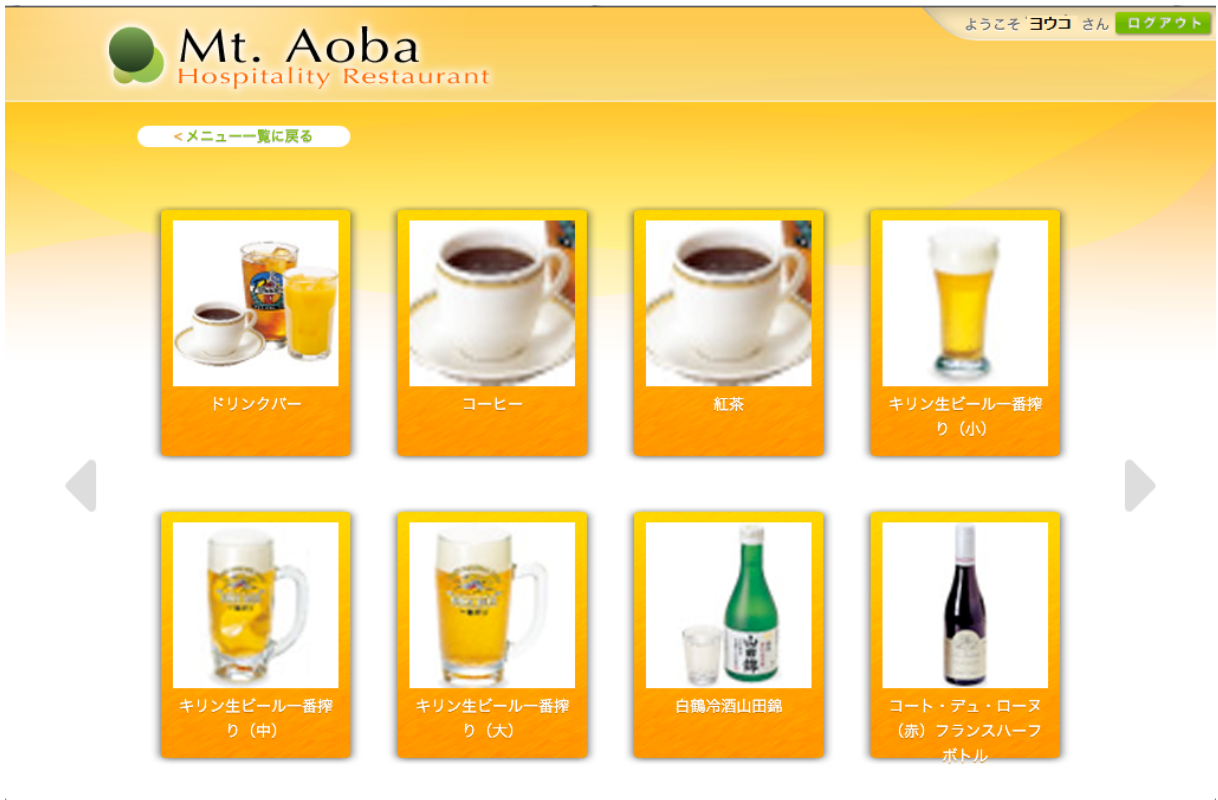 Mt. Aoba
Hospitality Restaurant
ようこそ ヨウコ さん
ログアウト
< メニュー一覧に戻る
ドリンクバー
コーヒー
紅茶
キリン生ビール一番搾
り（小）
キリン生ビール一番搾
り（中）
キリン生ビール一番搾
り（大）
山田錦
白鶴冷酒山田錦
コート・デュ・ローヌ
（赤）フランスハーフ
ボトル